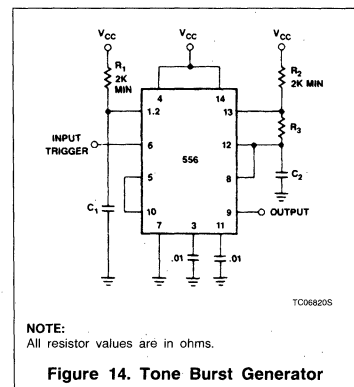 VCC VCC VCC
R1
2K
MIN
R2
2K MIN
4 14
1.2 13
R3
INPUT
TRIGGER
6 12
556
5 8
C2
C1
10 9 OUTPUT
7 3 11
.01 .01
TC06820S
NOTE:
All resistor values are in ohms.
Figure 14. Tone Burst Generator